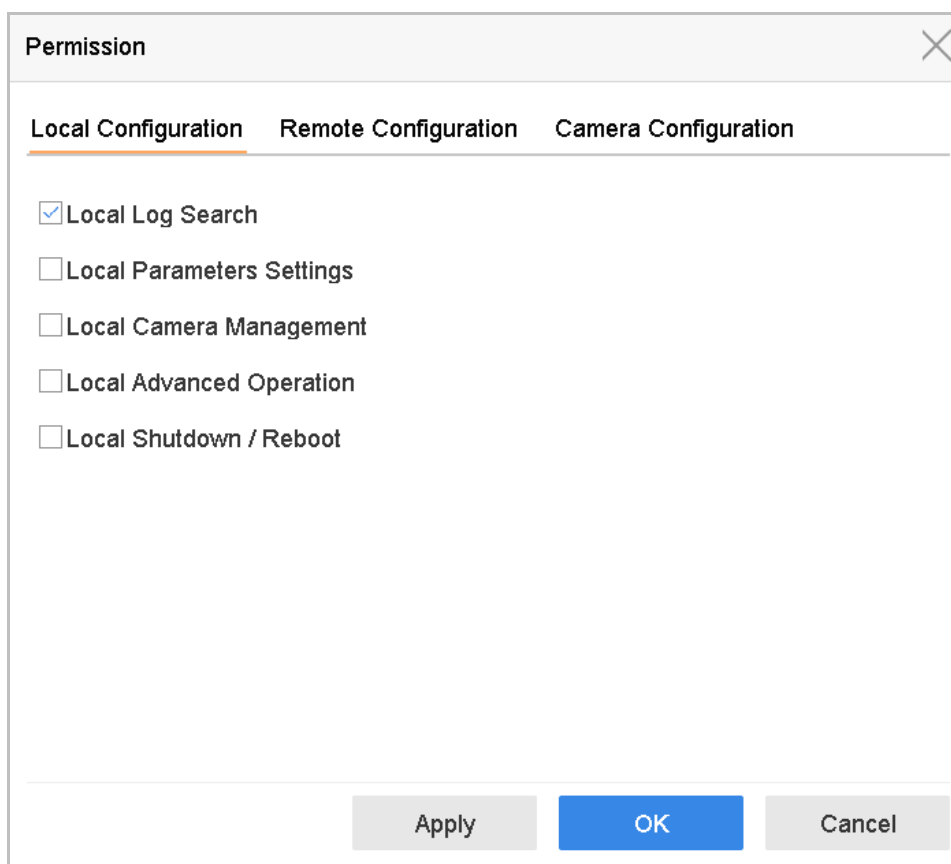 Permission
Local Configuration Remote Configuration Camera Configuration
Local Log Search
Local Parameters Settings
Local Camera Management
Local Advanced Operation
Local Shutdown / Reboot
Apply OK Cancel